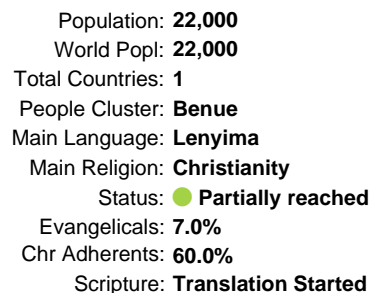 Population: 22,000
World Popl: 22,000
Total Countries: 1
People Cluster: Benue
Main Language: Lenyima
Main Religion: Christianity
Status: Partially reached
Evangelicals: 7.0%
Chr Adherents: 60.0%
Scripture: Translation Started